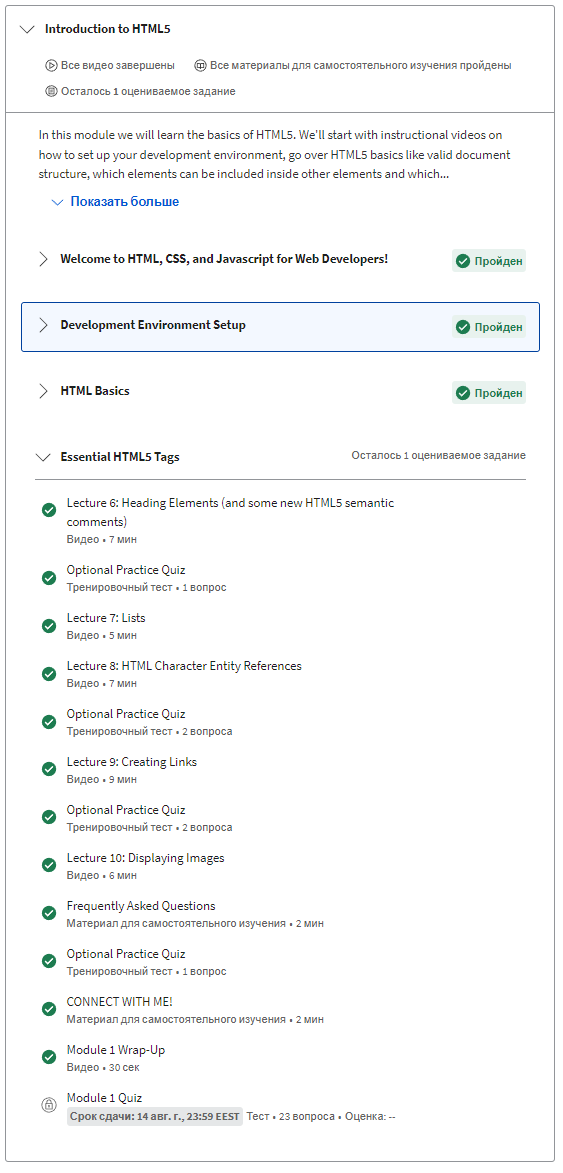 Introduction to HTML5
Все видео завершены Все материалы для самостоятельного изучения пройдены
Осталось 1 оцениваемое задание
In this module we will learn the basics of HTML5. We'll start with instructional videos on
how to set up your development environment, go over HTML5 basics like valid document
structure, which elements can be included inside other elements and which...
Показать больше
Welcome to HTML, CSS, and Javascript for Web Developers! Пройден
Development Environment Setup Пройден
HTML Basics Пройден
Essential HTML5 Tags Осталось 1 оцениваемое задание
Lecture 6: Heading Elements (and some new HTML5 semantic
comments)
Видео • 7 мин
Optional Practice Quiz
Тренировочный тест • 1 вопрос
Lecture 7: Lists
Видео • 5 мин
Lecture 8: HTML Character Entity References
Видео • 7 мин
Optional Practice Quiz
Тренировочный тест • 2 вопроса
Lecture 9: Creating Links
Видео • 9 мин
Optional Practice Quiz
Тренировочный тест • 2 вопроса
Lecture 10: Displaying Images
Видео • 6 мин
Frequently Asked Questions
Материал для самостоятельного изучения • 2 мин
Optional Practice Quiz
Тренировочный тест • 1 вопрос
CONNECT WITH ME!
Материал для самостоятельного изучения • 2 мин
Module 1 Wrap-Up
Видео • 30 сек
Module 1 Quiz
Срок сдачи: 14 авг. г., 23:59 EEST Тест • 23 вопроса • Оценка: --